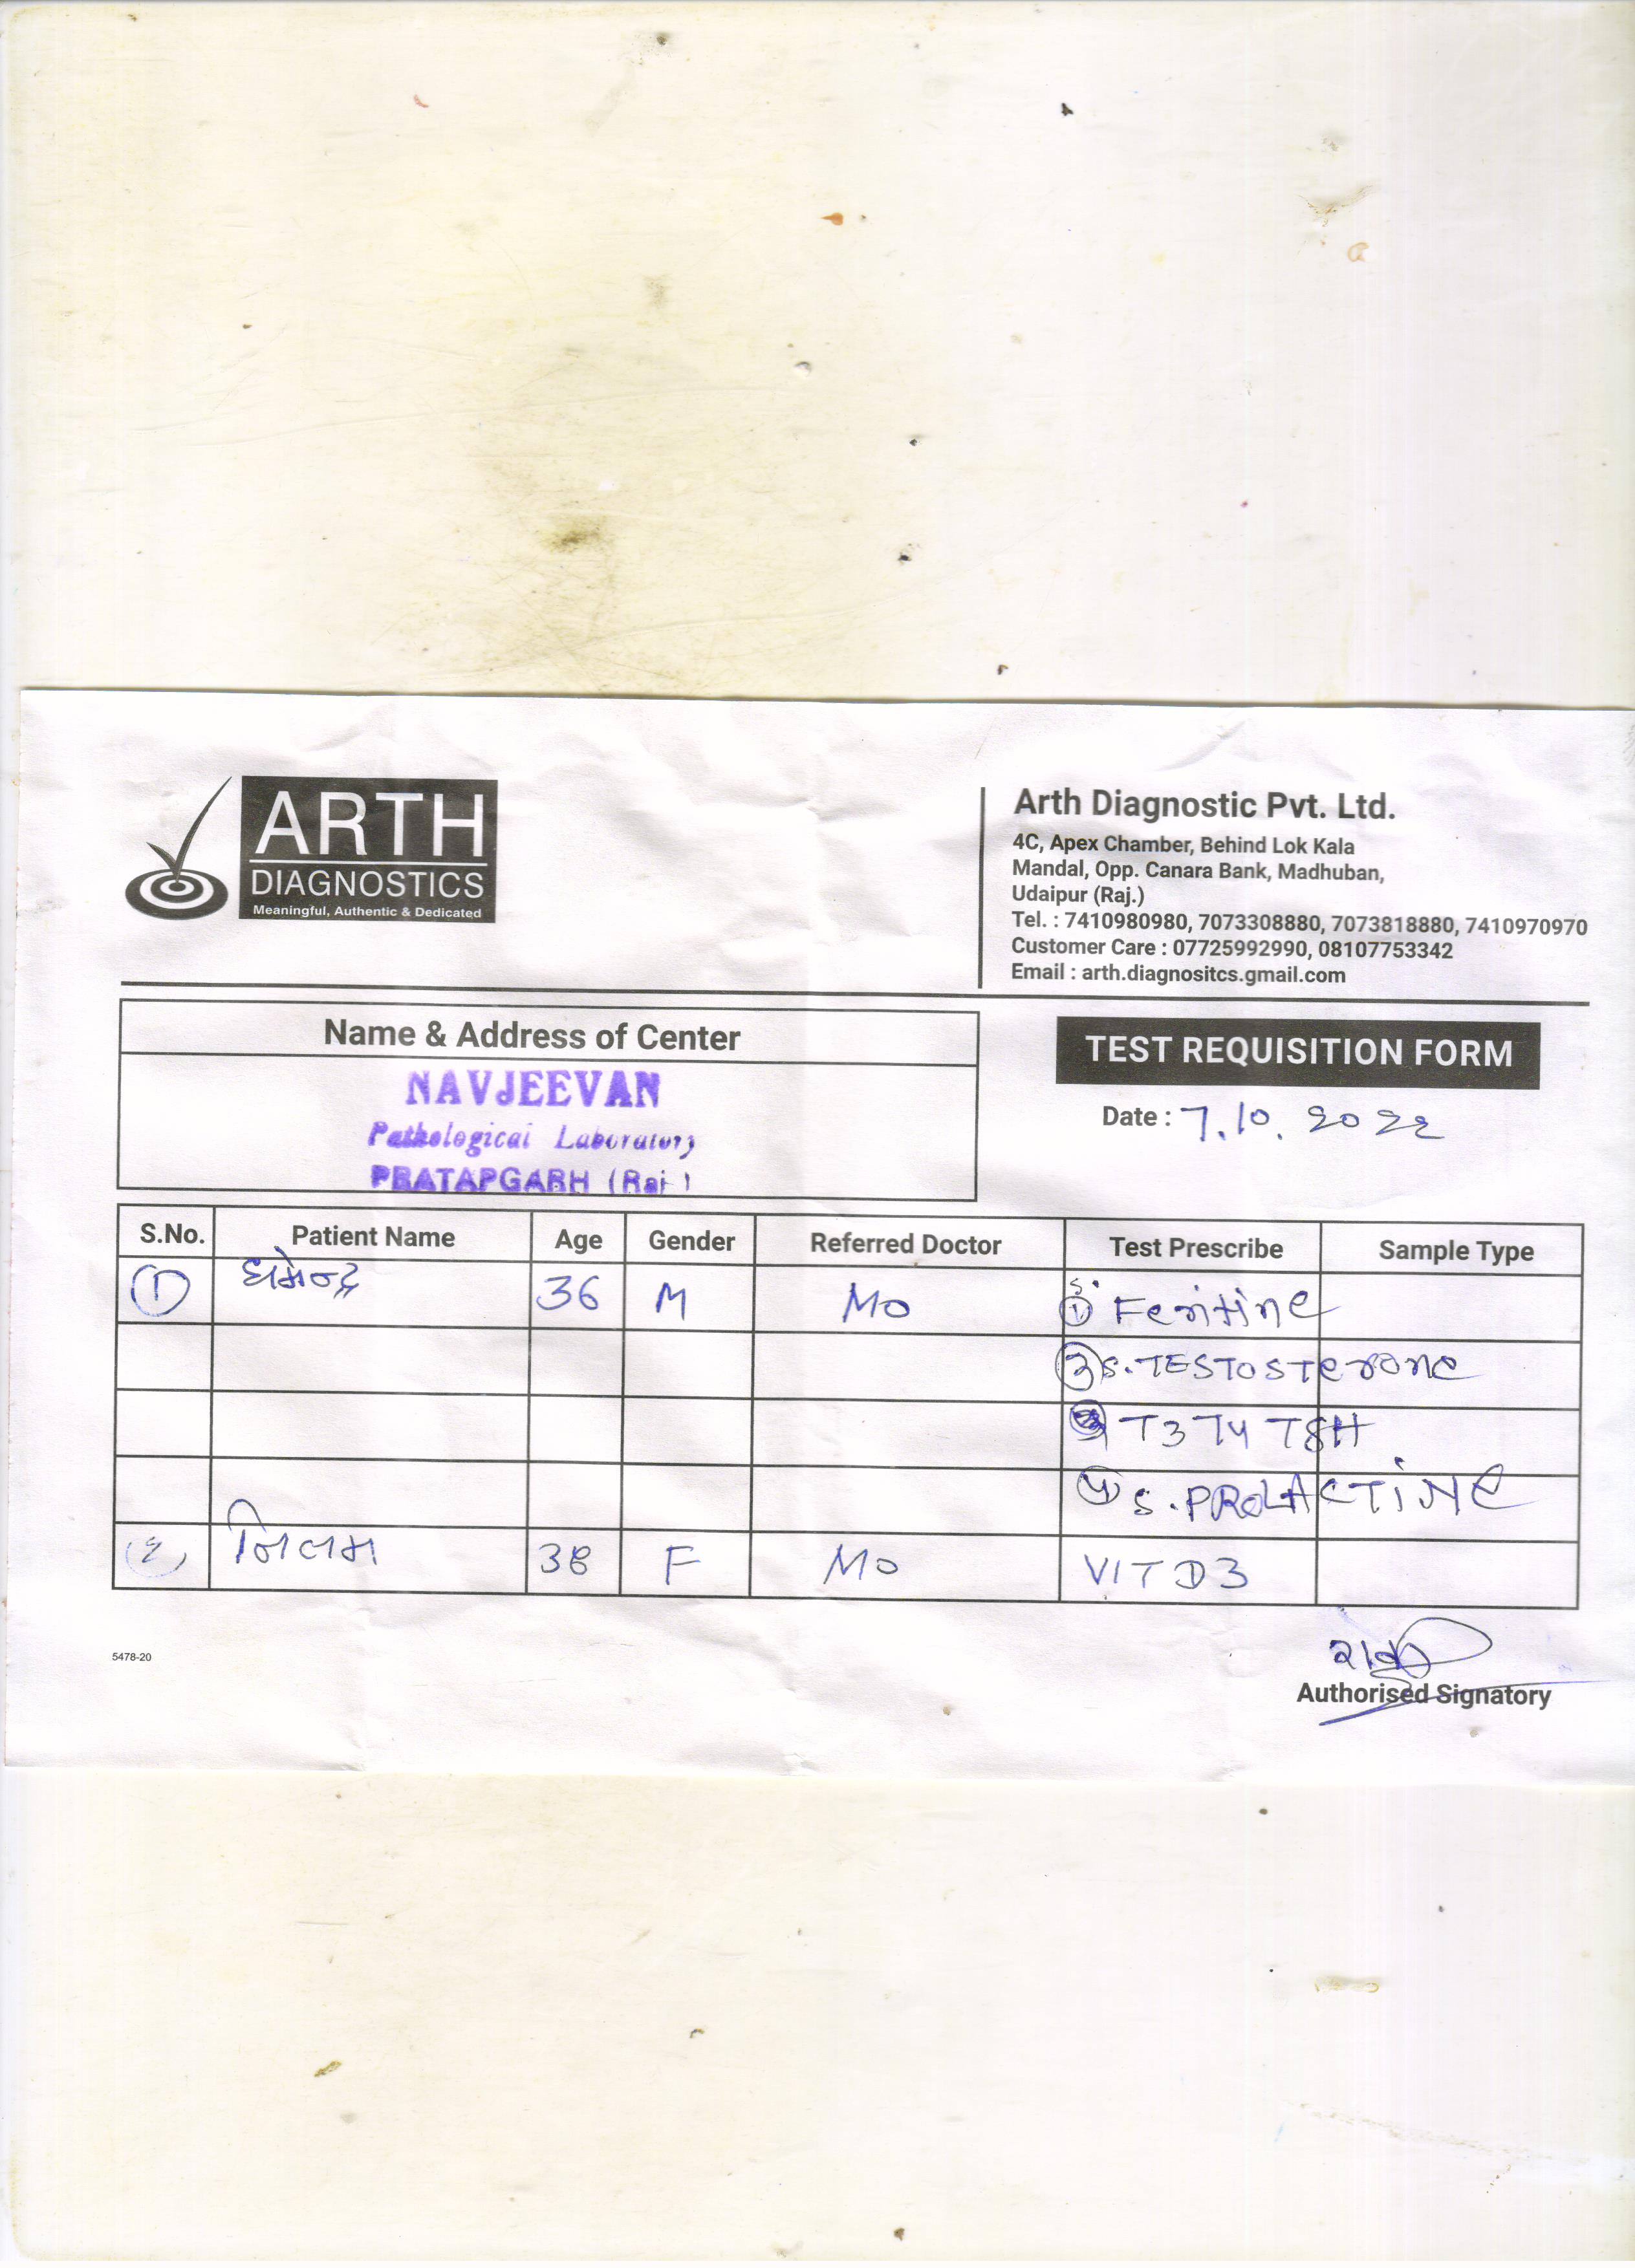 ARTH
DIAGNOSTICS
Meaningful, Authentic & Dedicated
Arth Diagnostic Pvt. Ltd.
4C, Apex Chamber, Behind Lok Kala
Mandal, Opp. Canara Bank, Madhuban,
Udaipur (Raj.)
Tel. : 7410980980, 7073308880, 7073818880, 7410970970
Customer Care : 07725992990, 08107753342
Email : arth.diagnositcs.gmail.com
Name & Address of Center
NAVJEEVAN
Pathological Laboratory
PRATAPGARH (Raj.)
TEST REQUISITION FORM
Date : 7.10.2022
S.No. Patient Name Age Gender Referred Doctor Test Prescribe Sample Type
① ધર્મેન્દ્ર 36 M Mo ① S. Ferritine
② S. TESTOSTerone
③ T3 T4 TSH
④ S. PROLACTINE
② નિલમ 38 F Mo VIT D3
Authorised Signatory
5478-20